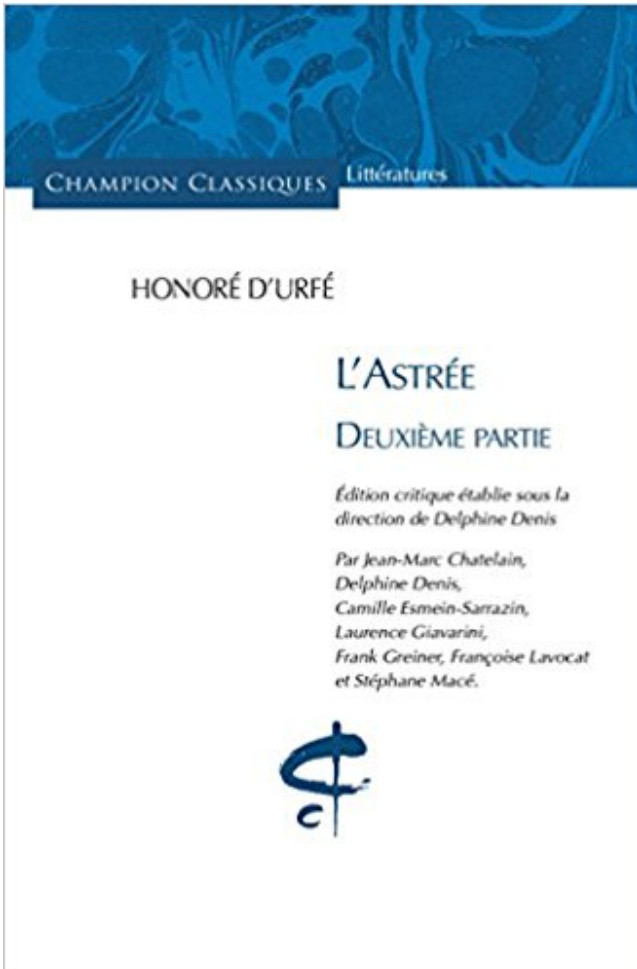 CHAMPION CLASSIQUES
Littératures
HONORÉ D'URFÉ
L'ASTRÉE
DEUXIÈME PARTIE
Édition critique établie sous la
direction de Delphine Denis
Par Jean-Marc Chatelain,
Delphine Denis,
Camille Esmein-Sarrazin,
Laurence Giavarini,
Frank Greiner, Françoise Lavocat
et Stéphane Macé.